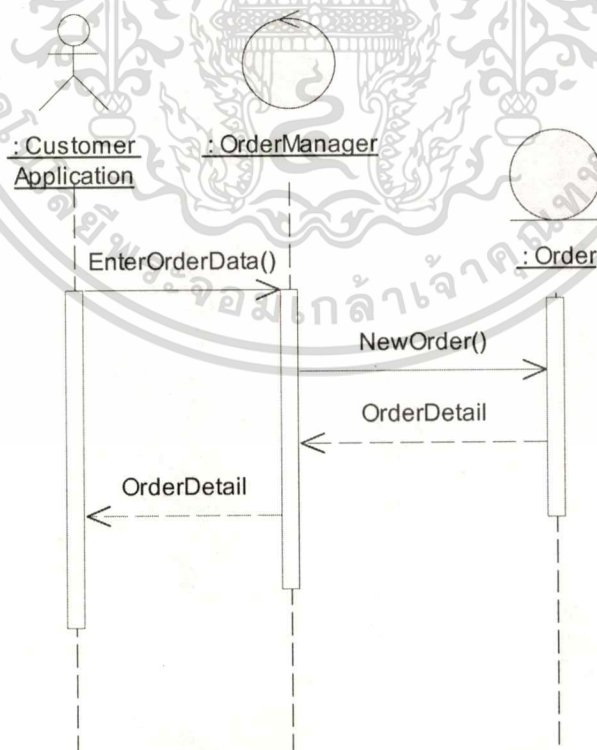 : Customer
Application
: OrderManager
: Order
EnterOrderData()
NewOrder()
OrderDetail
OrderDetail